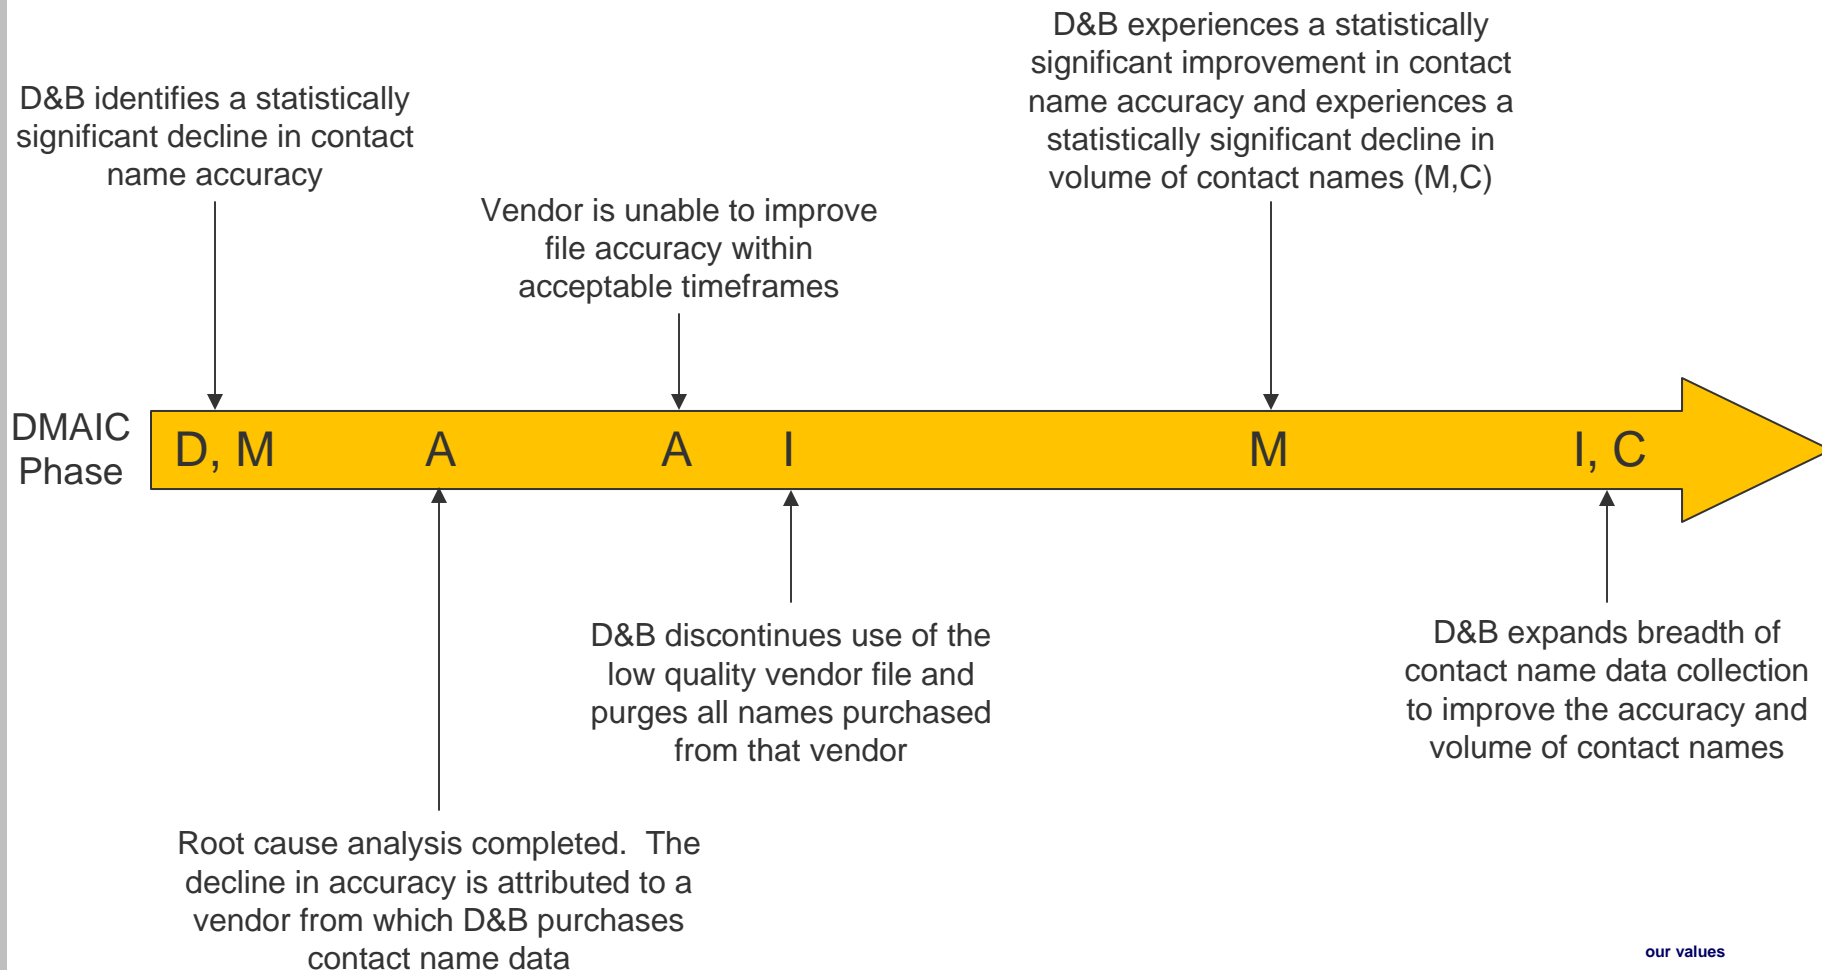 D&B experiences a statistically
significant improvement in contact
name accuracy and experiences a
statistically significant decline in
volume of contact names (M,C)
D&B identifies a statistically
significant decline in contact
name accuracy
Vendor is unable to improve
file accuracy within
acceptable timeframes
DMAIC
Phase
D, M A A I M I, C
D&B discontinues use of the
low quality vendor file and
purges all names purchased
from that vendor
D&B expands breadth of
contact name data collection
to improve the accuracy and
volume of contact names
Root cause analysis completed.  The
decline in accuracy is attributed to a
vendor from which D&B purchases
contact name data
our values